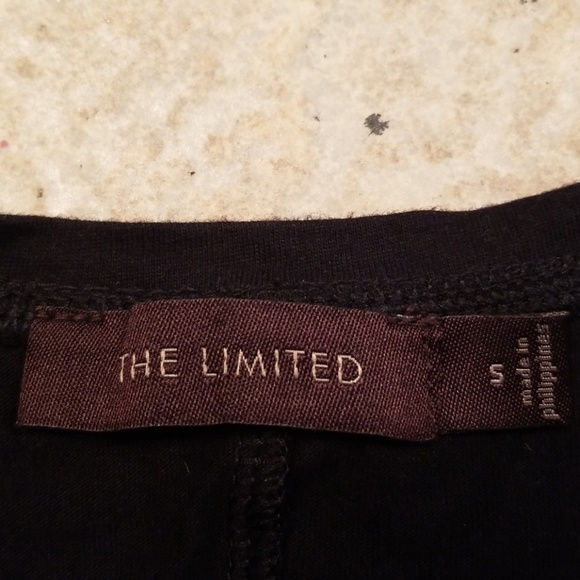 THE LIMITED
S
made in
philippines